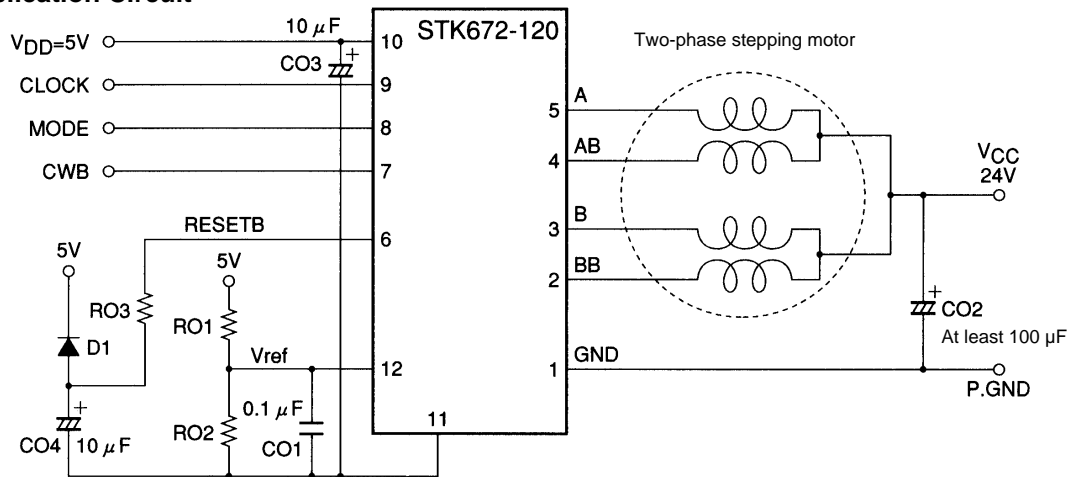 lication Circuit
VDD=5V
10 μF
CO3
10
STK672-120
Two-phase stepping motor
CLOCK
9
MODE
8
CWB
7
RESETB
6
5V
5V
RO3
RO1
D1
Vref
12
0.1 μF
CO4
10 μF
RO2
CO1
11
5
A
4
AB
3
B
2
BB
1
GND
VCC
24V
+
+
+
CO2
At least 100 μF
P.GND